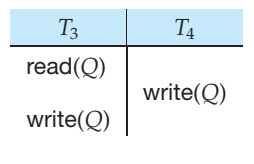 T₃ T₄
read(Q)
write(Q)
write(Q)